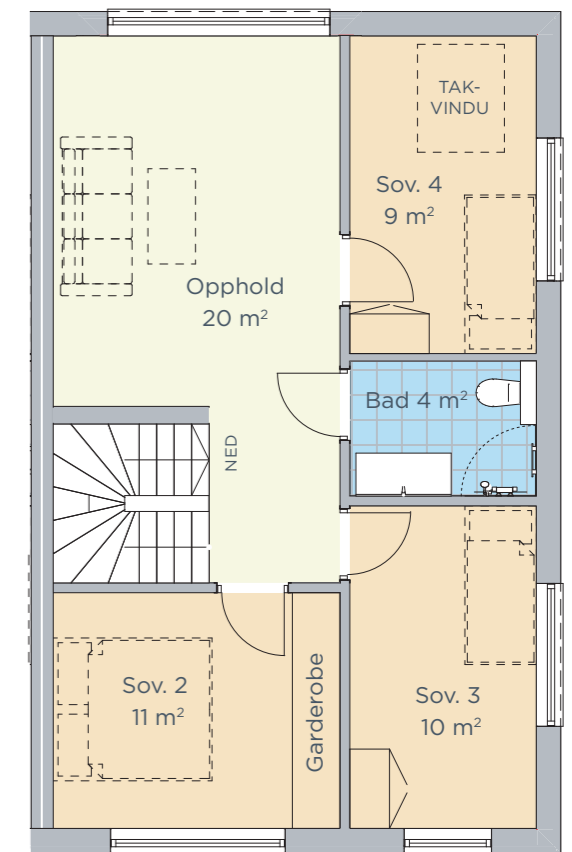 TAK-
VINDU
Sov. 4
9 m²
Opphold
20 m²
Bad 4 m²
NED
Sov. 2
11 m²
Garderobe
Sov. 3
10 m²